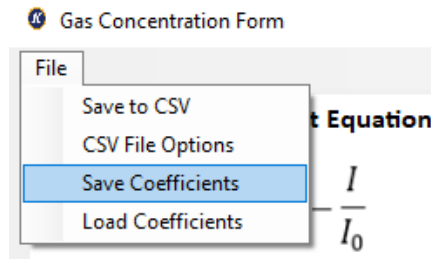 Gas Concentration Form
File
Save to CSV
t Equation
CSV File Options
Save Coefficients
Load Coefficients
− I / I₀